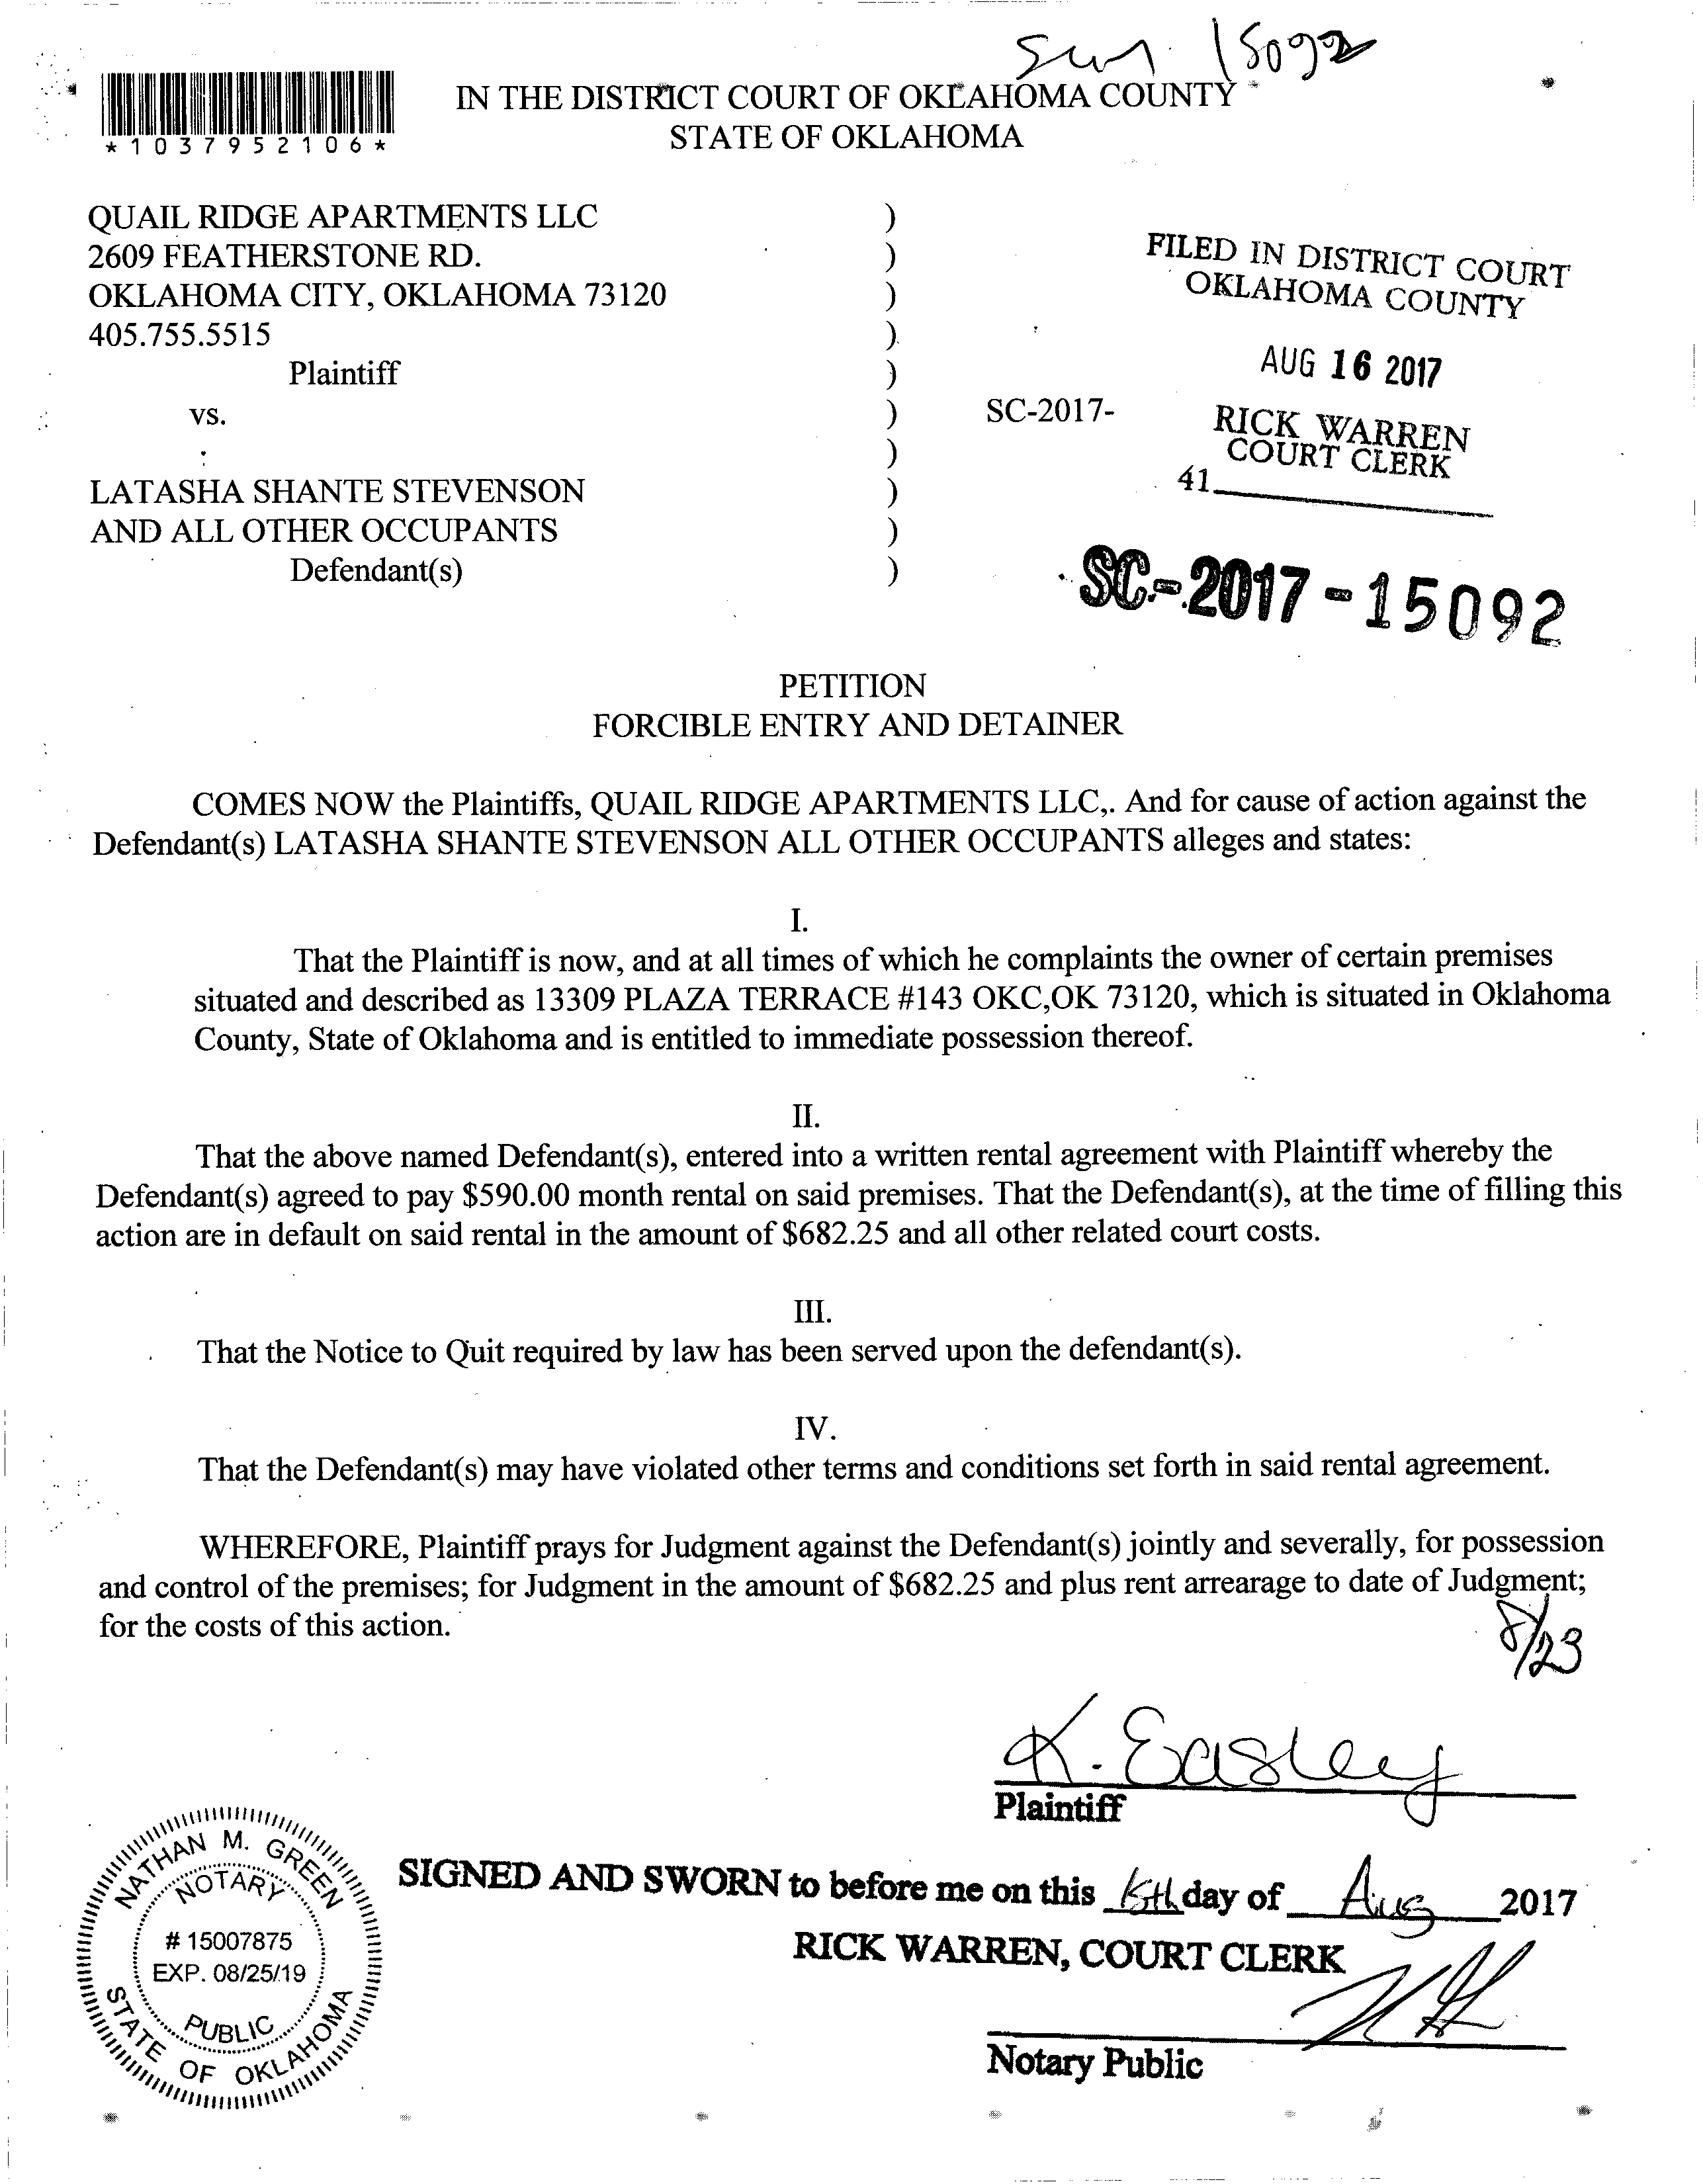 15092
*1037952106*
IN THE DISTRICT COURT OF OKLAHOMA COUNTY
STATE OF OKLAHOMA
QUAIL RIDGE APARTMENTS LLC )
2609 FEATHERSTONE RD. )
OKLAHOMA CITY, OKLAHOMA 73120 )
405.755.5515 )
Plaintiff )
vs. ) SC-2017-
)
LATASHA SHANTE STEVENSON )
AND ALL OTHER OCCUPANTS )
Defendant(s) )
FILED IN DISTRICT COURT
OKLAHOMA COUNTY
AUG 16 2017
RICK WARREN
COURT CLERK
41
SC-2017-15092
PETITION
FORCIBLE ENTRY AND DETAINER
COMES NOW the Plaintiffs, QUAIL RIDGE APARTMENTS LLC,. And for cause of action against the
Defendant(s) LATASHA SHANTE STEVENSON ALL OTHER OCCUPANTS alleges and states:
I.
That the Plaintiff is now, and at all times of which he complaints the owner of certain premises
situated and described as 13309 PLAZA TERRACE #143 OKC,OK 73120, which is situated in Oklahoma
County, State of Oklahoma and is entitled to immediate possession thereof.
II.
That the above named Defendant(s), entered into a written rental agreement with Plaintiff whereby the
Defendant(s) agreed to pay $590.00 month rental on said premises. That the Defendant(s), at the time of filling this
action are in default on said rental in the amount of $682.25 and all other related court costs.
III.
That the Notice to Quit required by law has been served upon the defendant(s).
IV.
That the Defendant(s) may have violated other terms and conditions set forth in said rental agreement.
WHEREFORE, Plaintiff prays for Judgment against the Defendant(s) jointly and severally, for possession
and control of the premises; for Judgment in the amount of $682.25 and plus rent arrearage to date of Judgment;
for the costs of this action.
8/23
K. Easley
Plaintiff
SIGNED AND SWORN to before me on this day of Aug 2017
RICK WARREN, COURT CLERK
Notary Public
NATHAN M. GREEN
NOTARY
# 15007875
EXP. 08/25/19
PUBLIC
STATE OF OKLAHOMA